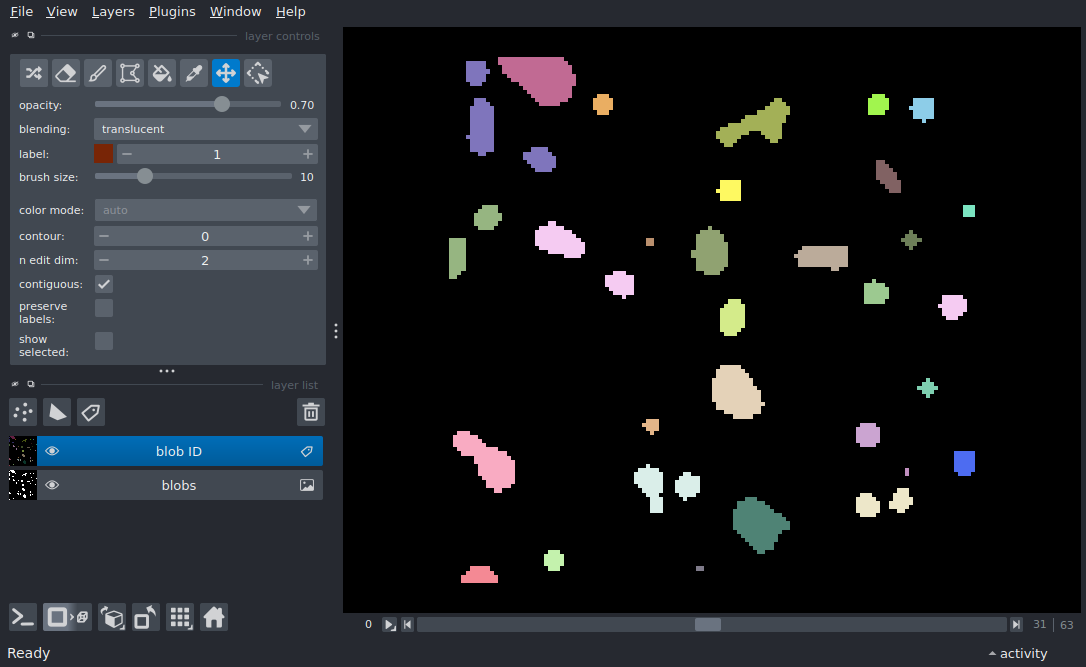 File View Layers Plugins Window Help
layer controls
opacity: 0.70
blending: translucent
label: 1
brush size: 10
color mode: auto
contour: 0
n edit dim: 2
contiguous:
preserve
labels:
show
selected:
layer list
blob ID
blobs
0 31 63
Ready activity